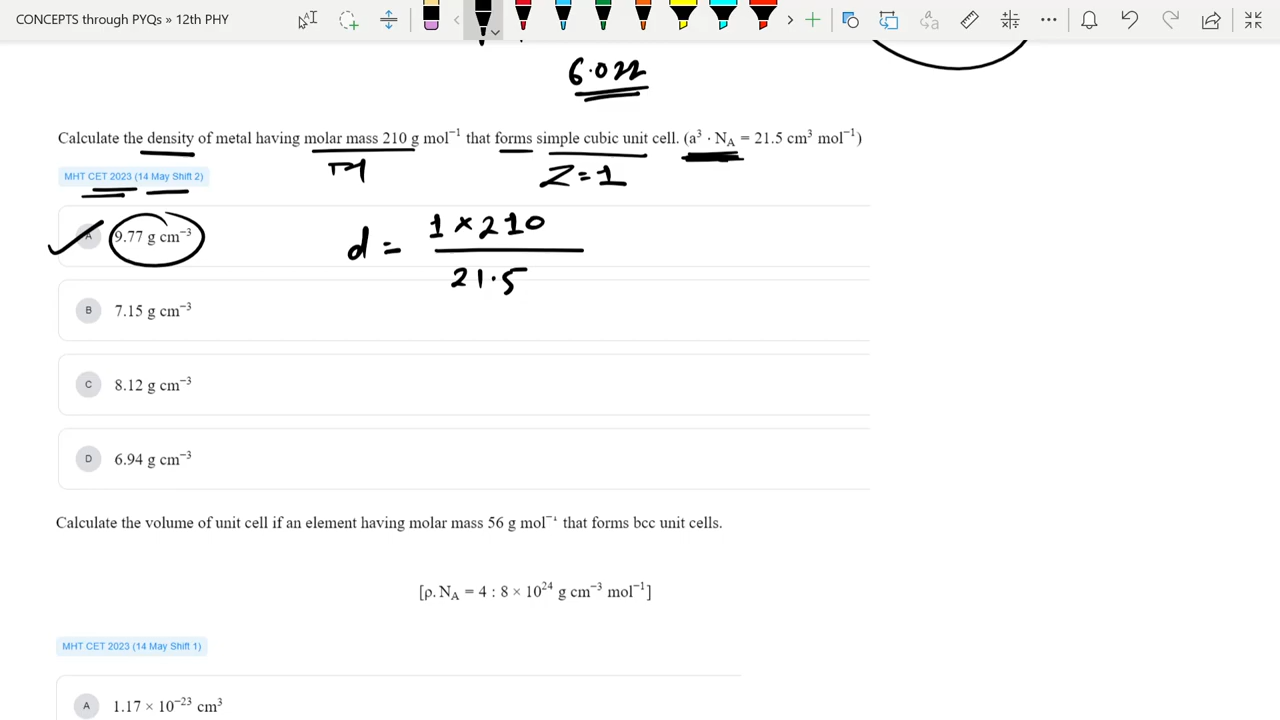 CONCEPTS through PYQs » 12th PHY
6.022
Calculate the density of metal having molar mass 210 g mol⁻¹ that forms simple cubic unit cell. (a³ · N_A = 21.5 cm³ mol⁻¹)
M
Z = 1
MHT CET 2023 (14 May Shift 2)
A 9.77 g cm⁻³
d = 1 × 210
21.5
B 7.15 g cm⁻³
C 8.12 g cm⁻³
D 6.94 g cm⁻³
Calculate the volume of unit cell if an element having molar mass 56 g mol⁻¹ that forms bcc unit cells.
[ρ. N_A = 4 : 8 × 10²⁴ g cm⁻³ mol⁻¹]
MHT CET 2023 (14 May Shift 1)
A 1.17 × 10⁻²³ cm³